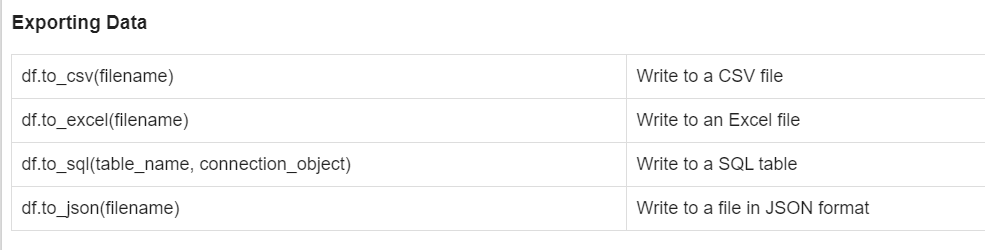 Exporting Data
df.to_csv(filename) Write to a CSV file
df.to_excel(filename) Write to an Excel file
df.to_sql(table_name, connection_object) Write to a SQL table
df.to_json(filename) Write to a file in JSON format